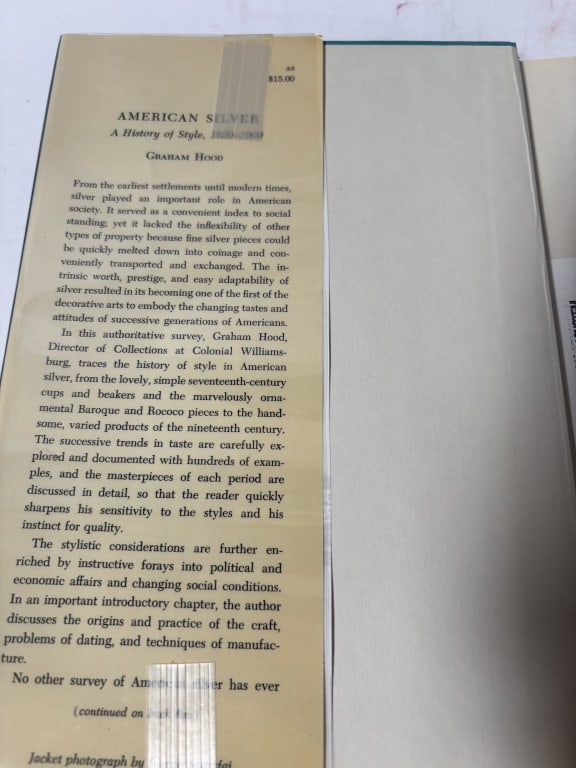 AS
$15.00
AMERICAN SILVER
A History of Style, 1650-1900
GRAHAM HOOD
From the earliest settlements until modern times,
silver played an important role in American
society. It served as a convenient index to social
standing; yet it lacked the inflexibility of other
types of property because fine silver pieces could
be quickly melted down into coinage and con-
veniently transported and exchanged. The in-
trinsic worth, prestige, and easy adaptability of
silver resulted in its becoming one of the first of the
decorative arts to embody the changing tastes and
attitudes of successive generations of Americans.
In this authoritative survey, Graham Hood,
Director of Collections at Colonial Williams-
burg, traces the history of style in American
silver, from the lovely, simple seventeenth-century
cups and beakers and the marvelously orna-
mental Baroque and Rococo pieces to the hand-
some, varied products of the nineteenth century.
The successive trends in taste are carefully ex-
plored and documented with hundreds of exam-
ples, and the masterpieces of each period are
discussed in detail, so that the reader quickly
sharpens his sensitivity to the styles and his
instinct for quality.
The stylistic considerations are further en-
riched by instructive forays into political and
economic affairs and changing social conditions.
In an important introductory chapter, the author
discusses the origins and practice of the craft,
problems of dating, and techniques of manufac-
ture.
No other survey of American silver has ever
(continued on back flap)
Jacket photograph by